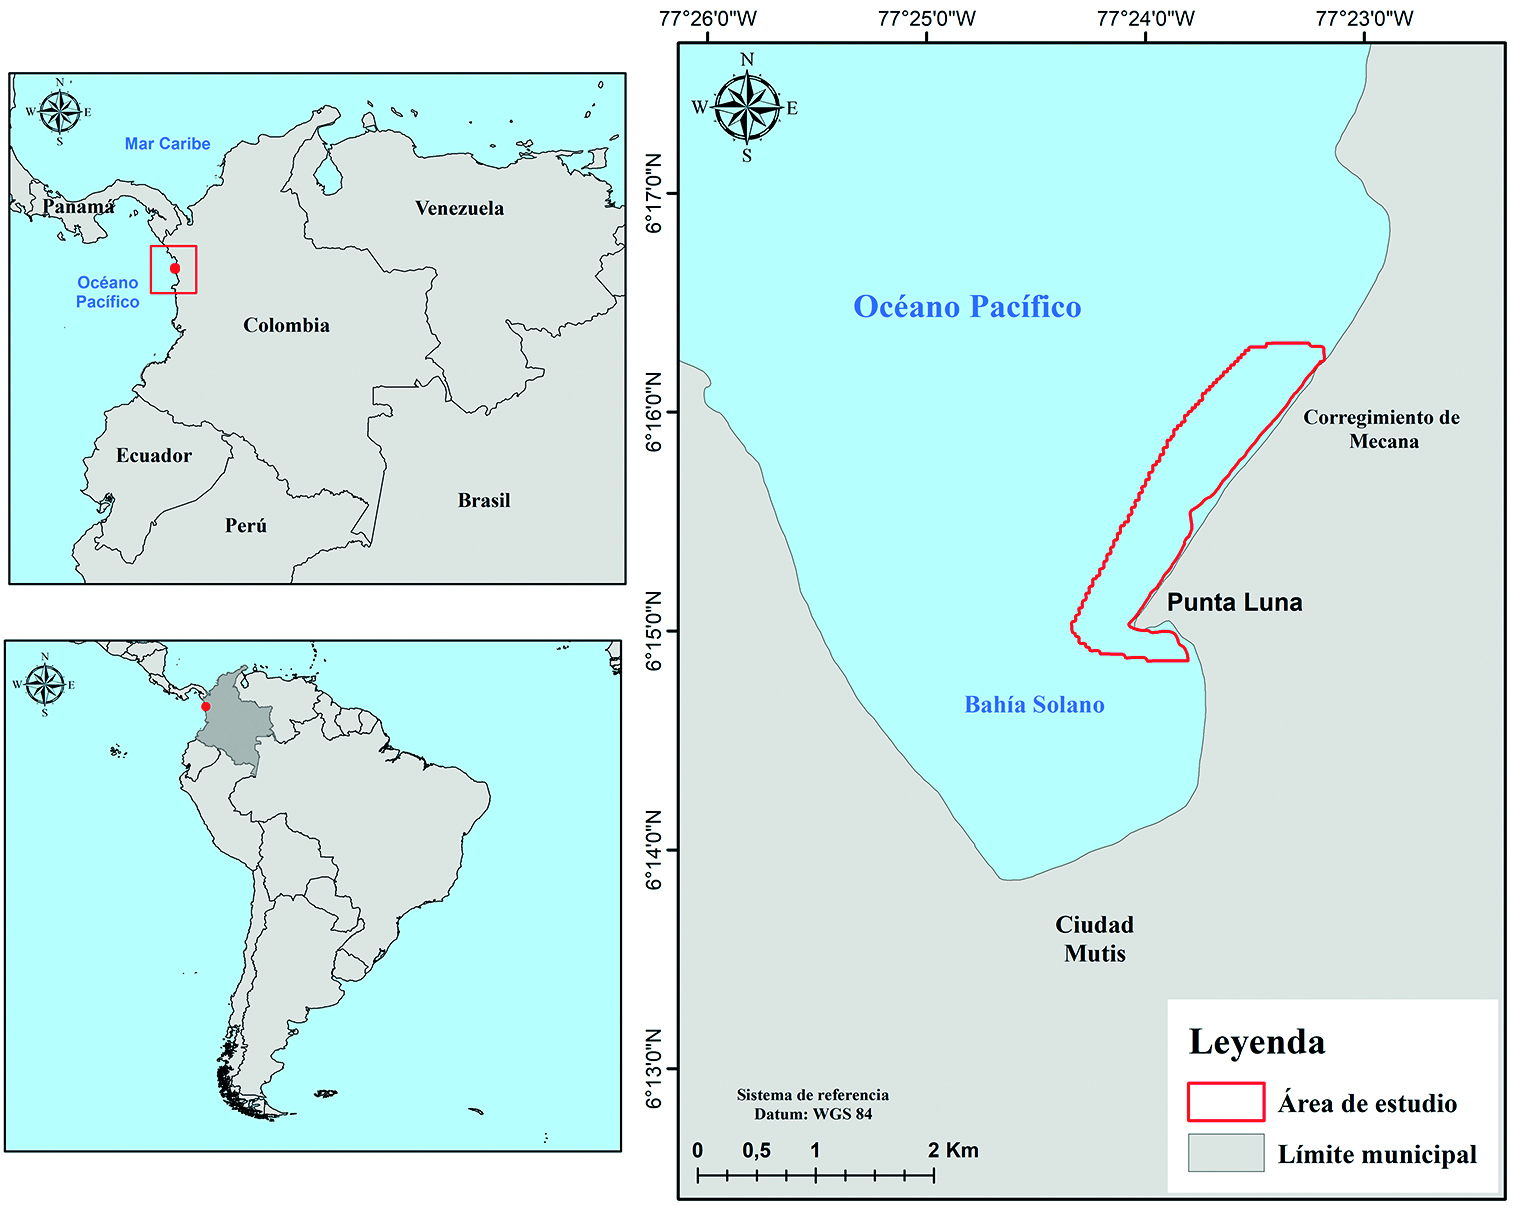 N
W
E
S
Mar Caribe
Panamá
Venezuela
Océano
Pacífico
Colombia
Ecuador
Perú
Brasil
N
W
E
S
77°26'0"W
77°25'0"W
77°24'0"W
77°23'0"W
N
W
E
S
6°17'0"N
6°16'0"N
6°15'0"N
6°14'0"N
6°13'0"N
Océano Pacífico
Corregimiento de
Mecana
Punta Luna
Bahía Solano
Ciudad
Mutis
Sistema de referencia
Datum: WGS 84
0 0,5 1 2 Km
Leyenda
Área de estudio
Límite municipal